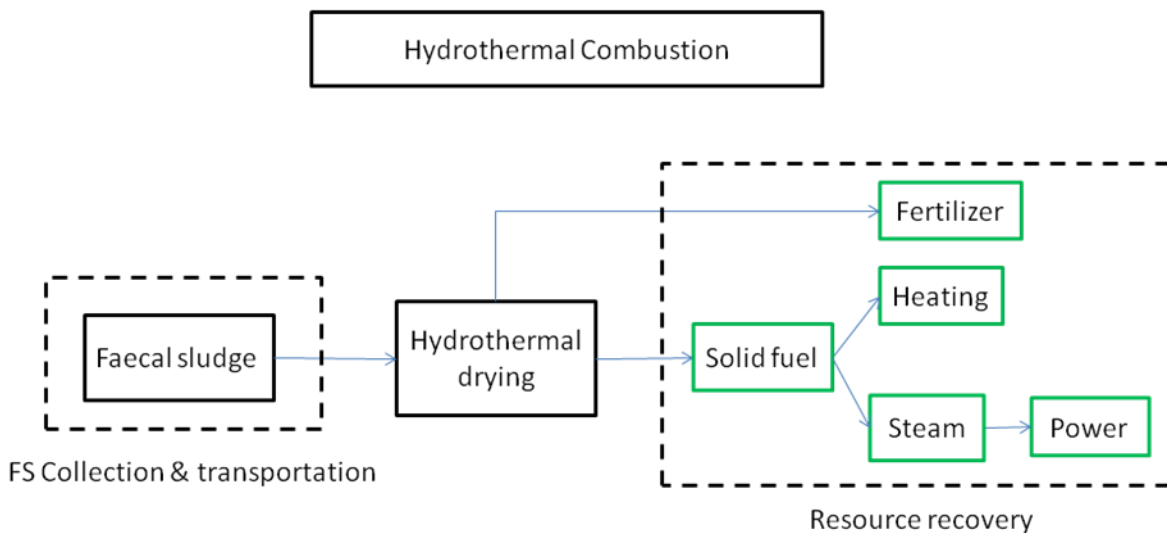 Hydrothermal Combustion
Fertilizer
Heating
Faecal sludge
Hydrothermal
drying
Solid fuel
Steam
Power
FS Collection & transportation
Resource recovery